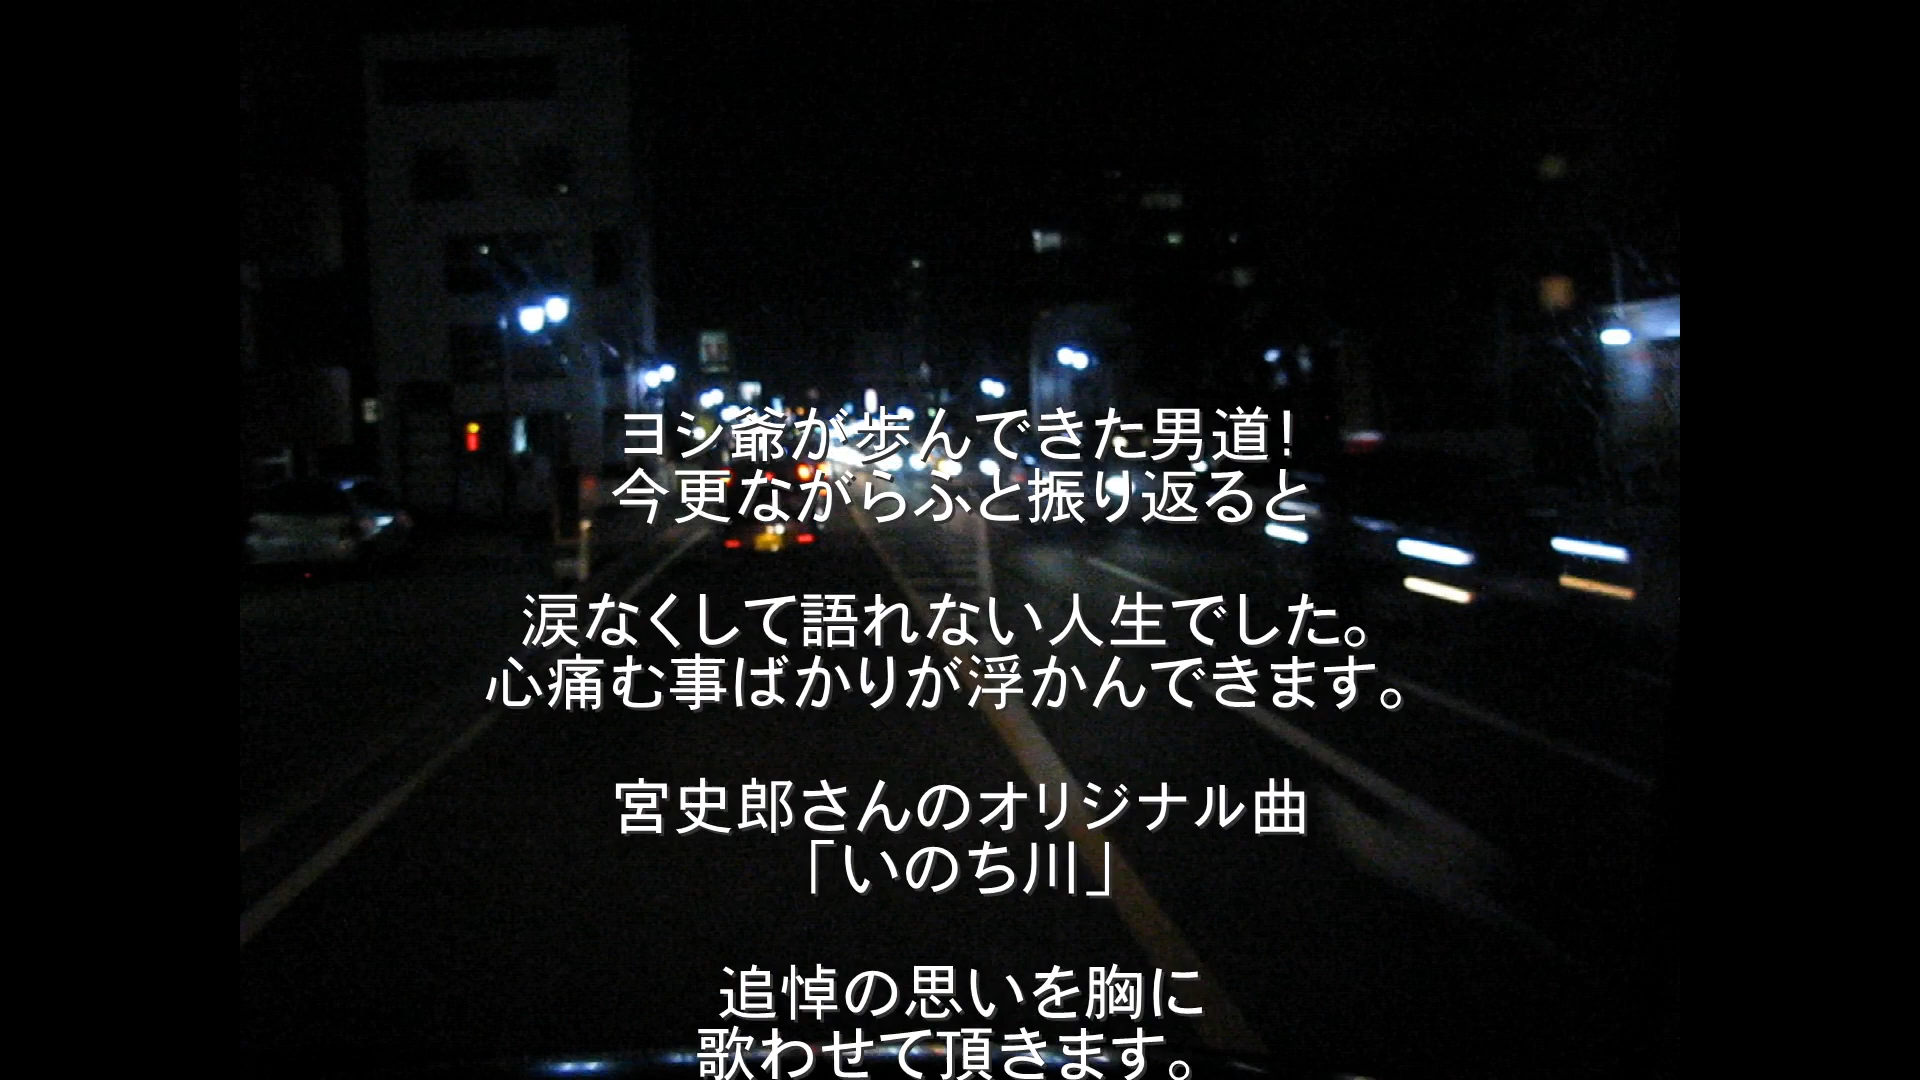 ヨシ爺が歩んできた男道！
今更ながらふと振り返ると
涙なくして語れない人生でした。
心痛む事ばかりが浮かんできます。
宮史郎さんのオリジナル曲
「いのち川」
追悼の思いを胸に
歌わせて頂きます。